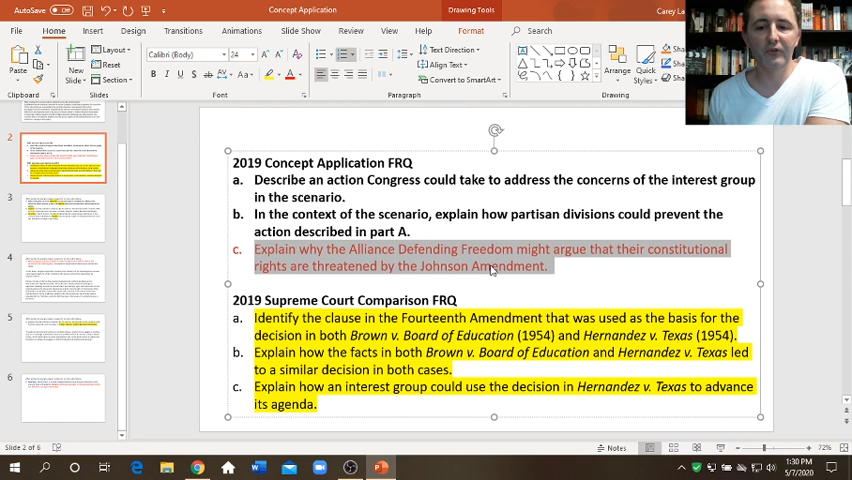 AutoSave Off
Concept Application
Drawing Tools
Carey La
File Home Insert Design Transitions Animations Slide Show Review View Help Format Search
Paste
New Slides
Layout
Reset
Section
Calibri (Body) 24
Text Direction
Align Text
Convert to SmartArt
Arrange
Quick Styles
Clipboard Slides Font Paragraph Drawing
2
3
4
5
6
2019 Concept Application FRQ
a. Describe an action Congress could take to address the concerns of the interest group
in the scenario.
b. In the context of the scenario, explain how partisan divisions could prevent the
action described in part A.
c. Explain why the Alliance Defending Freedom might argue that their constitutional
rights are threatened by the Johnson Amendment.
2019 Supreme Court Comparison FRQ
a. Identify the clause in the Fourteenth Amendment that was used as the basis for the
decision in both Brown v. Board of Education (1954) and Hernandez v. Texas (1954).
b. Explain how the facts in both Brown v. Board of Education and Hernandez v. Texas led
to a similar decision in both cases.
c. Explain how an interest group could use the decision in Hernandez v. Texas to advance
its agenda.
Slide 2 of 6
Notes
72%
1:30 PM
5/7/2020